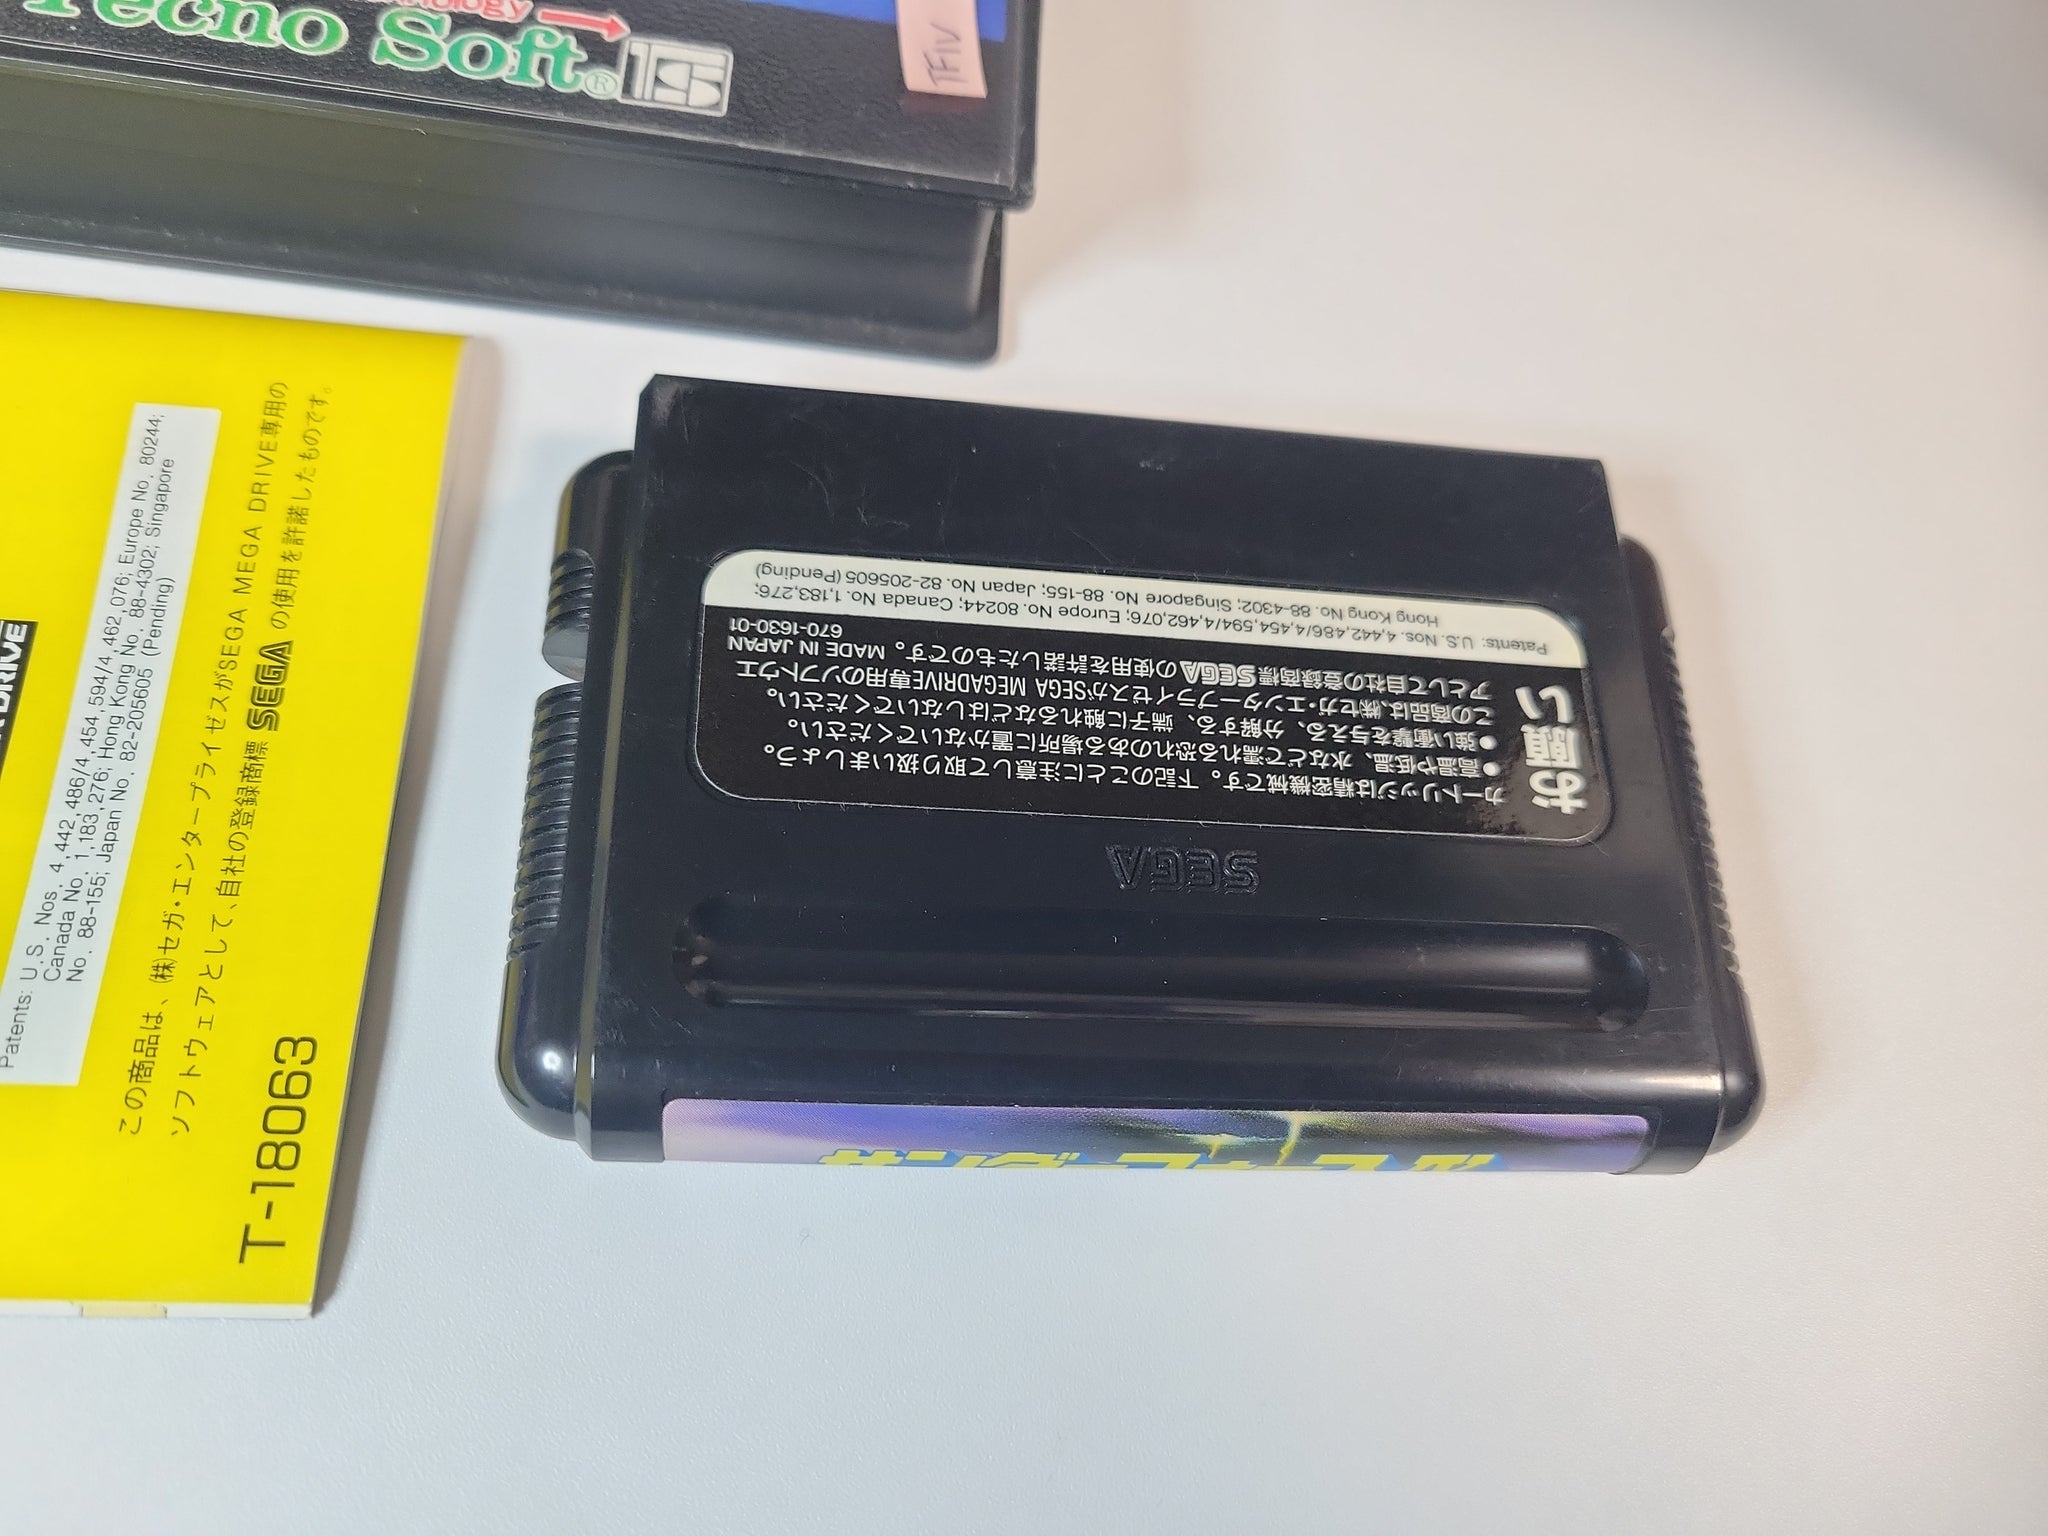 Tecno Soft®
TFIV
Patents: U.S. Nos. 4,442,486/4,454,594/4,462,076; Europe No. 80244;
Canada No. 1,183,276; Hong Kong No. 88-4302; Singapore
No. 88-155; Japan No. 82-205605 (Pending)
この商品は、(株)セガ・エンタープライゼスがSEGA MEGA DRIVE専用の
ソフトウェアとして、自社の登録商標 SEGA の使用を許諾したものです。
T-18063
お願い
カートリッジは精密機械です。下記のことに注意して取り扱いましょう。
●高温や低温、水などで濡れる恐れのある場所に置かないでください。
●強い衝撃を与える、分解する、端子に触れるなどはしないでください。
この商品は、㈱セガ・エンタープライゼスがSEGA MEGADRIVE専用のソフトウエ
アとして自社の登録商標SEGAの使用を許諾したものです。 MADE IN JAPAN
670-1630-01
Patents: U.S. Nos. 4,442,486/4,454,594/4,462,076; Europe No. 80244; Canada No. 1,183,276;
Hong Kong No. 88-4302; Singapore No. 88-155; Japan No. 82-205605 (Pending)
SEGA
サンダーフォースIV